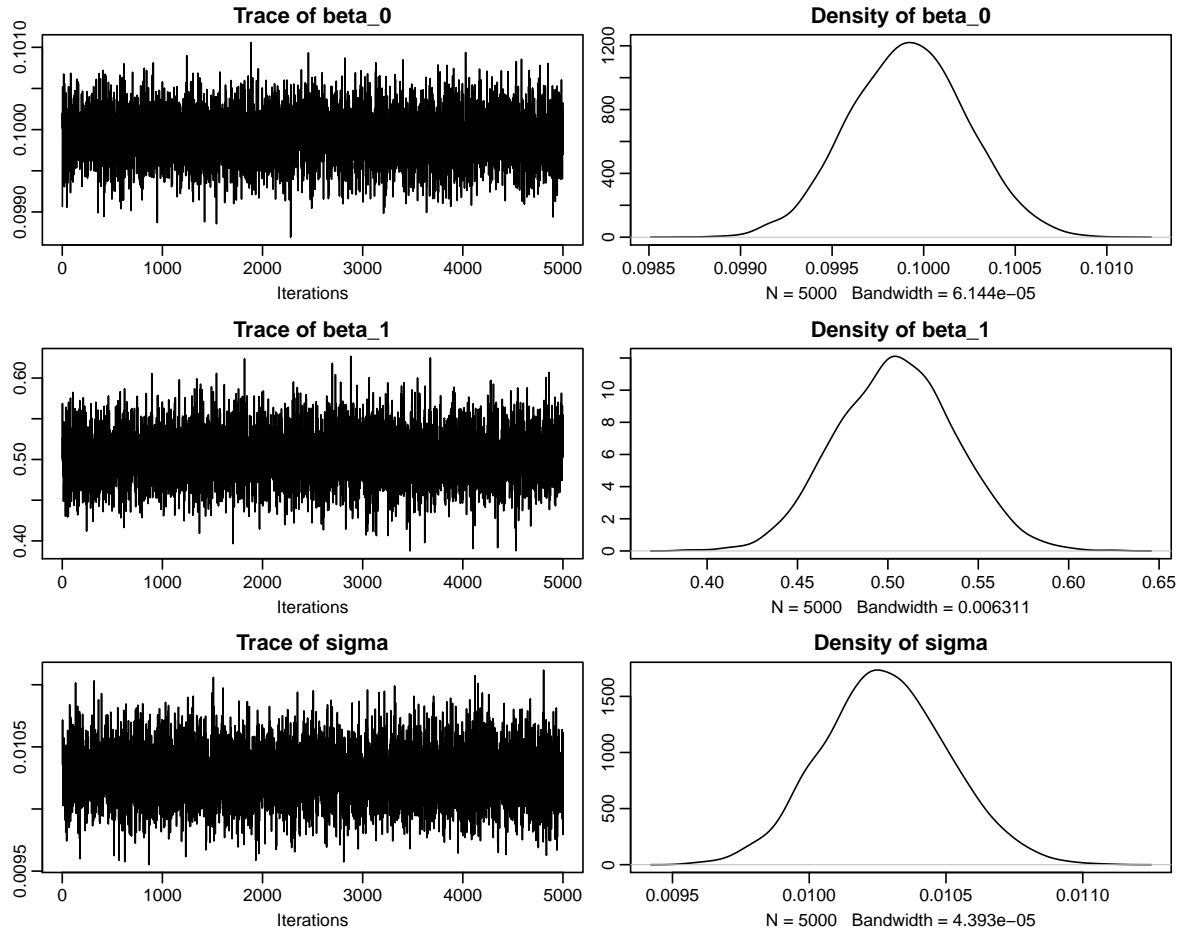 Trace of beta_0
0.0990 0.1000 0.1010
0 1000 2000 3000 4000 5000
Iterations
Density of beta_0
0 400 800 1200
0.0985 0.0990 0.0995 0.1000 0.1005 0.1010
N = 5000 Bandwidth = 6.144e−05
Trace of beta_1
0.40 0.50 0.60
0 1000 2000 3000 4000 5000
Iterations
Density of beta_1
0 2 4 6 8 10
0.40 0.45 0.50 0.55 0.60 0.65
N = 5000 Bandwidth = 0.006311
Trace of sigma
0.0095 0.0105
0 1000 2000 3000 4000 5000
Iterations
Density of sigma
0 500 1000 1500
0.0095 0.0100 0.0105 0.0110
N = 5000 Bandwidth = 4.393e−05